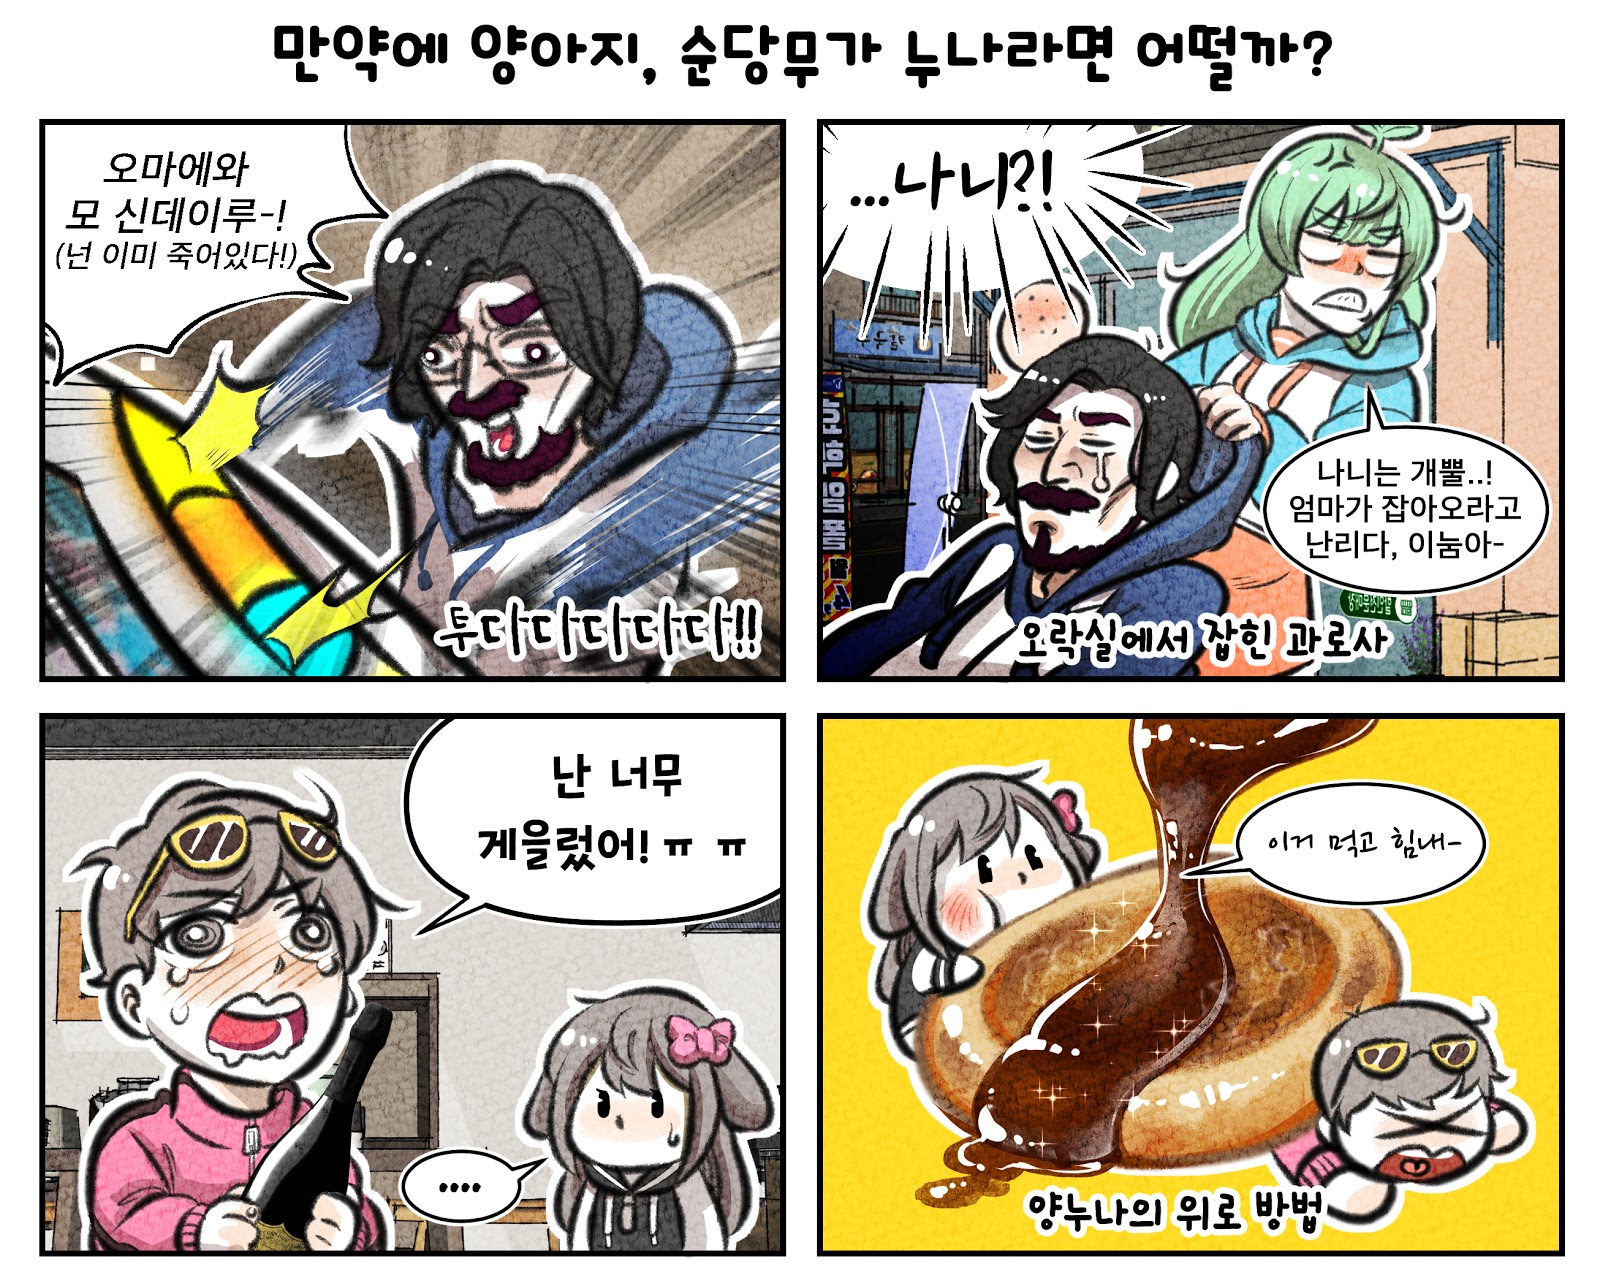 만약에 양아지, 순당무가 누나라면 어떨까?
오마에와
모 신데이루-!
(넌 이미 죽어있다!)
투다다다다다!!
...나니?!
나니는 개뿔..!
엄마가 잡아오라고
난리다, 이눔아-
오락실에서 잡힌 과로사
난 너무
게을렀어! ㅠ ㅠ
....
이거 먹고 힘내-
양누나의 위로 방법